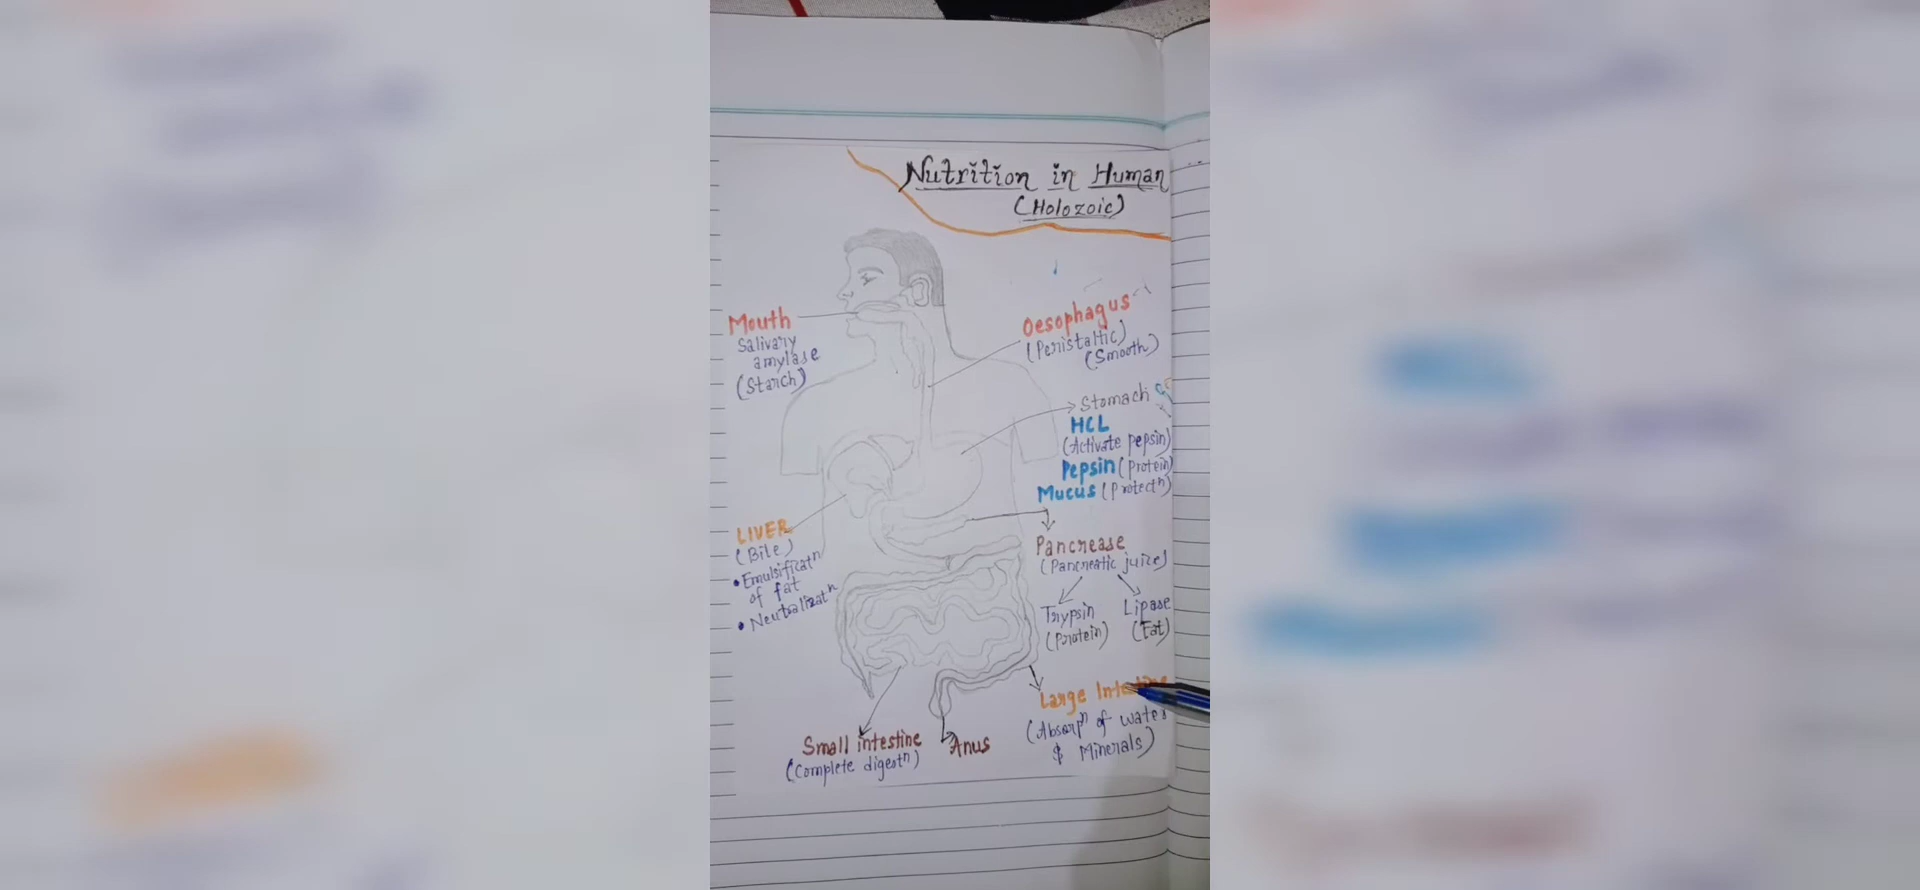 Nutrition in Human
(Holozoic)
Mouth
Salivary
amylase
(Starch)
Oesophagus
(Peristaltic)
(Smooth)
Stomach
HCL
(Activate pepsin)
Pepsin (Protein)
Mucus (Protectⁿ)
LIVER
(Bile)
• Emulsificatⁿ
of fat
• Neutralizatⁿ
Pancrease
(Pancreatic juice)
Trypsin
(Protein)
Lipase
(Fat)
Large Intestine
(Absorpⁿ of water
& Minerals)
Small intestine
(Complete digestⁿ)
Anus